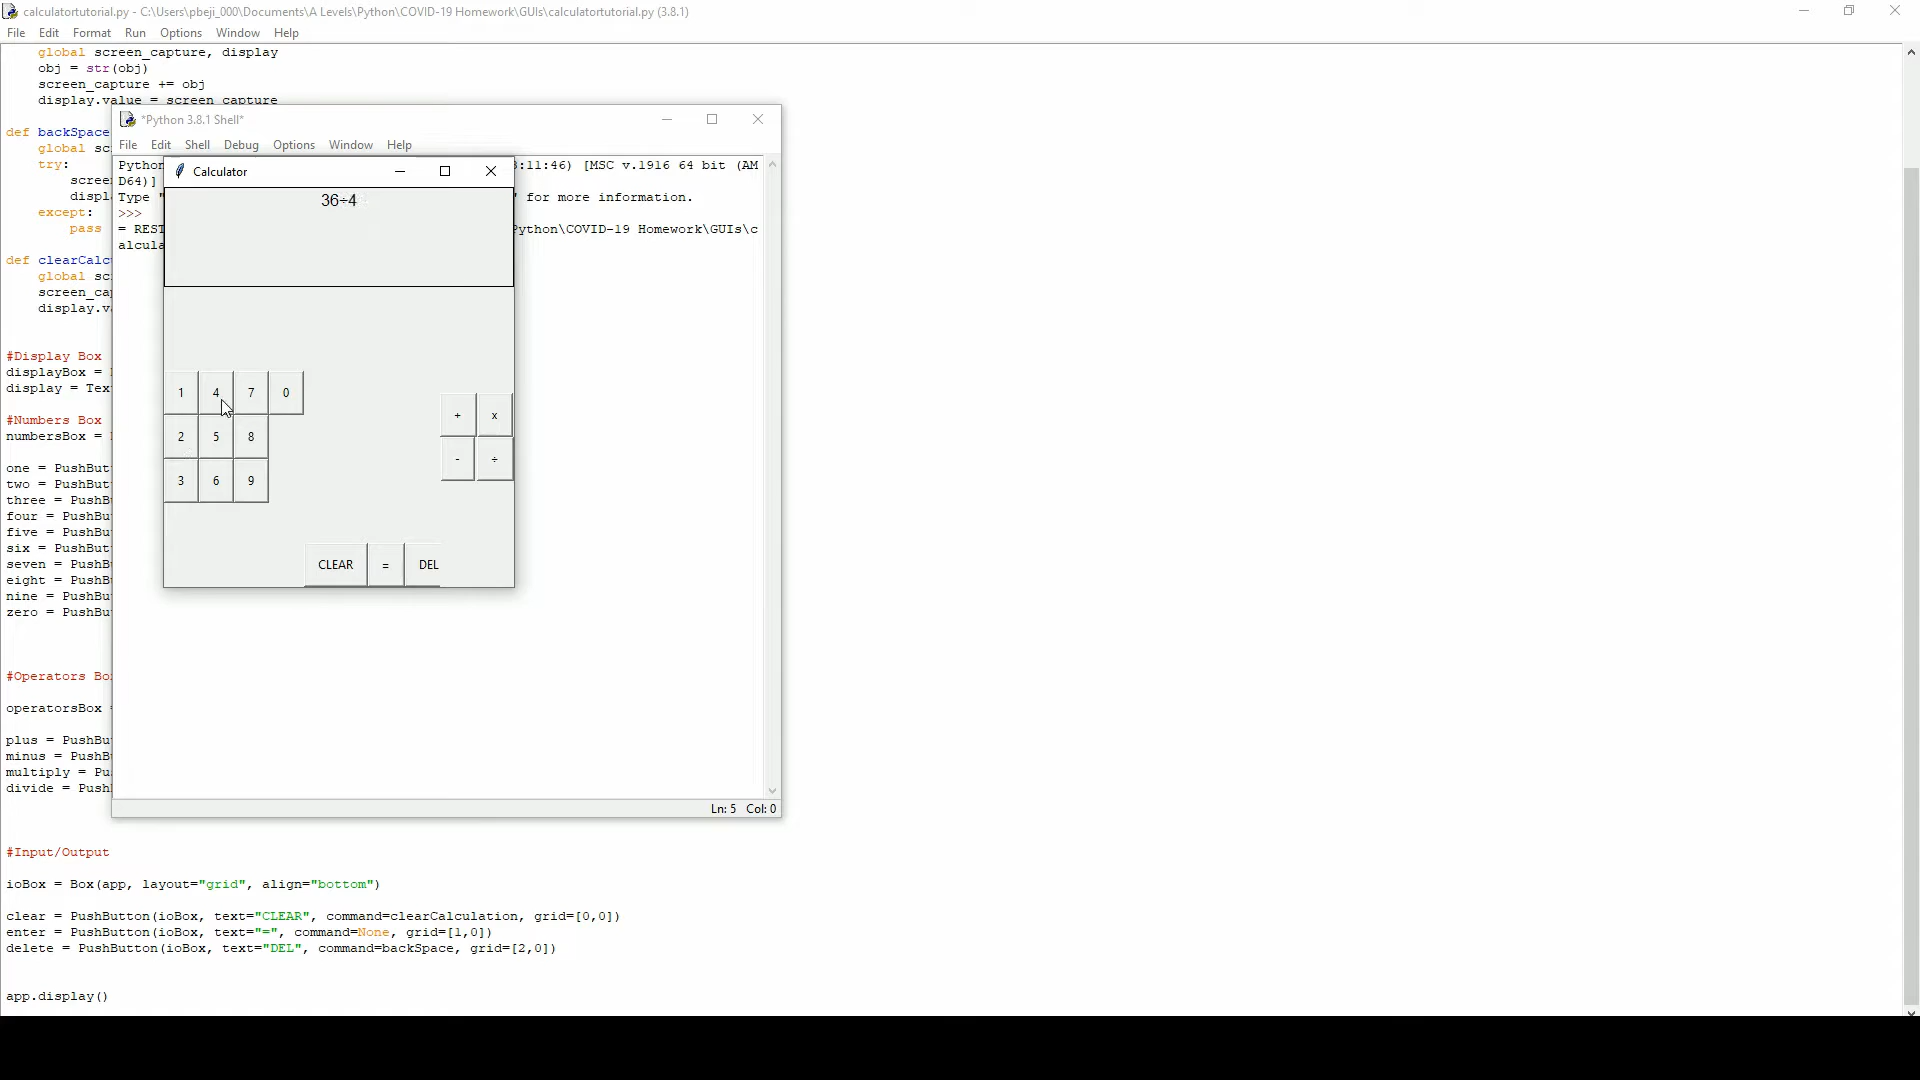 calculatortutorial.py - C:\Users\pbeji_000\Documents\A Levels\Python\COVID-19 Homework\GUIs\calculatortutorial.py (3.8.1)
File Edit Format Run Options Window Help
global screen_capture, display
obj = str(obj)
screen_capture += obj
display.value = screen_capture
def backSpace
global sc
try:
scree
displ
except:
pass
def clearCalc
global sc
screen_ca
display.v
#Display Box
displayBox =
display = Tex
#Numbers Box
numbersBox =
one = PushBut
two = PushBut
three = PushB
four = PushBu
five = PushBu
six = PushBut
seven = PushB
eight = PushB
nine = PushBu
zero = PushBu
#Operators Bo
operatorsBox =
plus = PushBu
minus = PushB
multiply = Pu
divide = Push
#Input/Output
ioBox = Box(app, layout="grid", align="bottom")
clear = PushButton(ioBox, text="CLEAR", command=clearCalculation, grid=[0,0])
enter = PushButton(ioBox, text="=", command=None, grid=[1,0])
delete = PushButton(ioBox, text="DEL", command=backSpace, grid=[2,0])
app.display()
*Python 3.8.1 Shell*
File Edit Shell Debug Options Window Help
Python 3:11:46) [MSC v.1916 64 bit (AM
D64)]
Type " " for more information.
>>>
= REST Python\COVID-19 Homework\GUIs\c
alcula
Ln: 5 Col: 0
Calculator
36÷4
1 4 7 0
2 5 8
3 6 9
+ x
- ÷
CLEAR = DEL